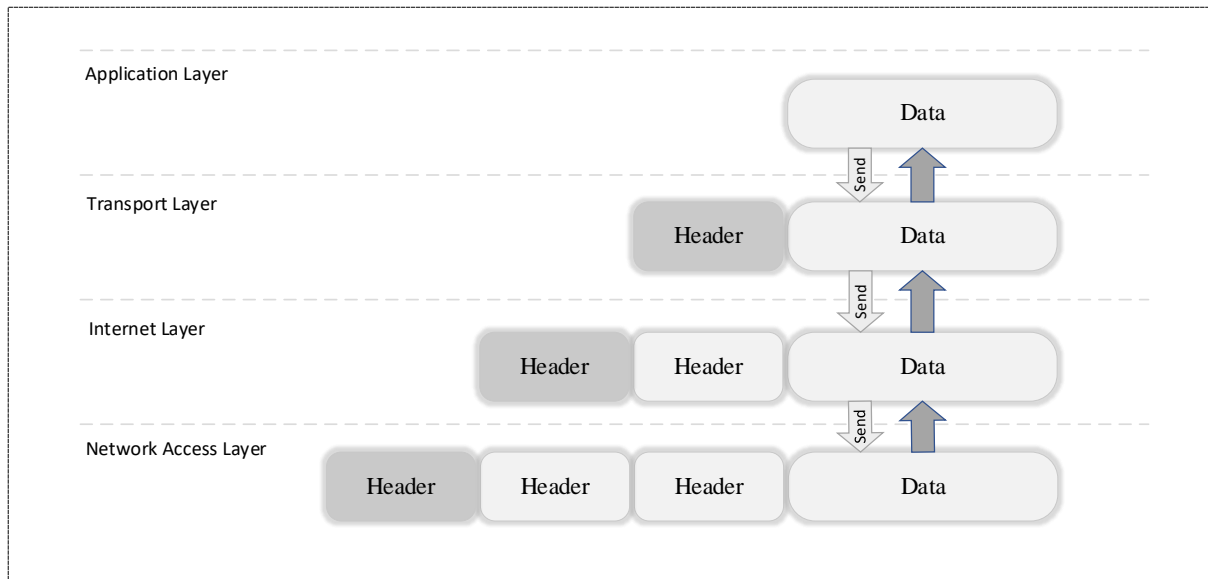 Application Layer
Data
Send
Transport Layer
Header Data
Send
Internet Layer
Header Header Data
Send
Network Access Layer
Header Header Header Data